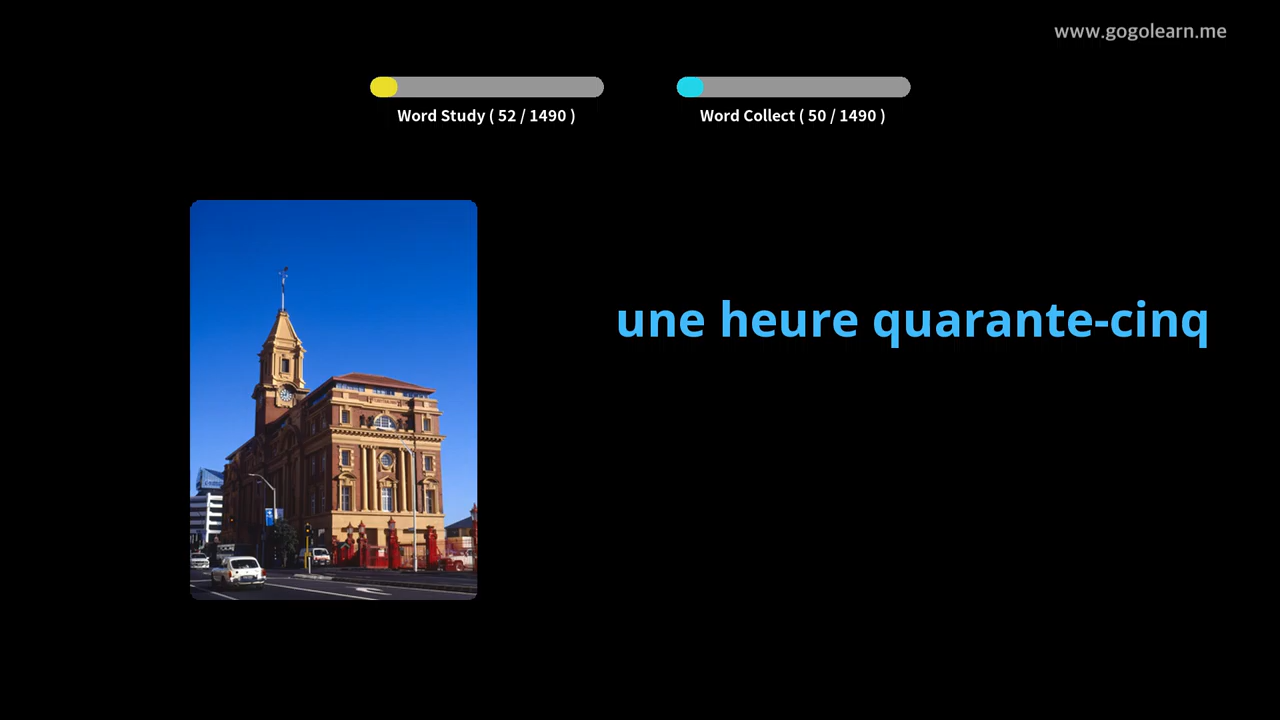 www.gogolearn.me
Word Study ( 52 / 1490 )
Word Collect ( 50 / 1490 )
une heure quarante-cinq